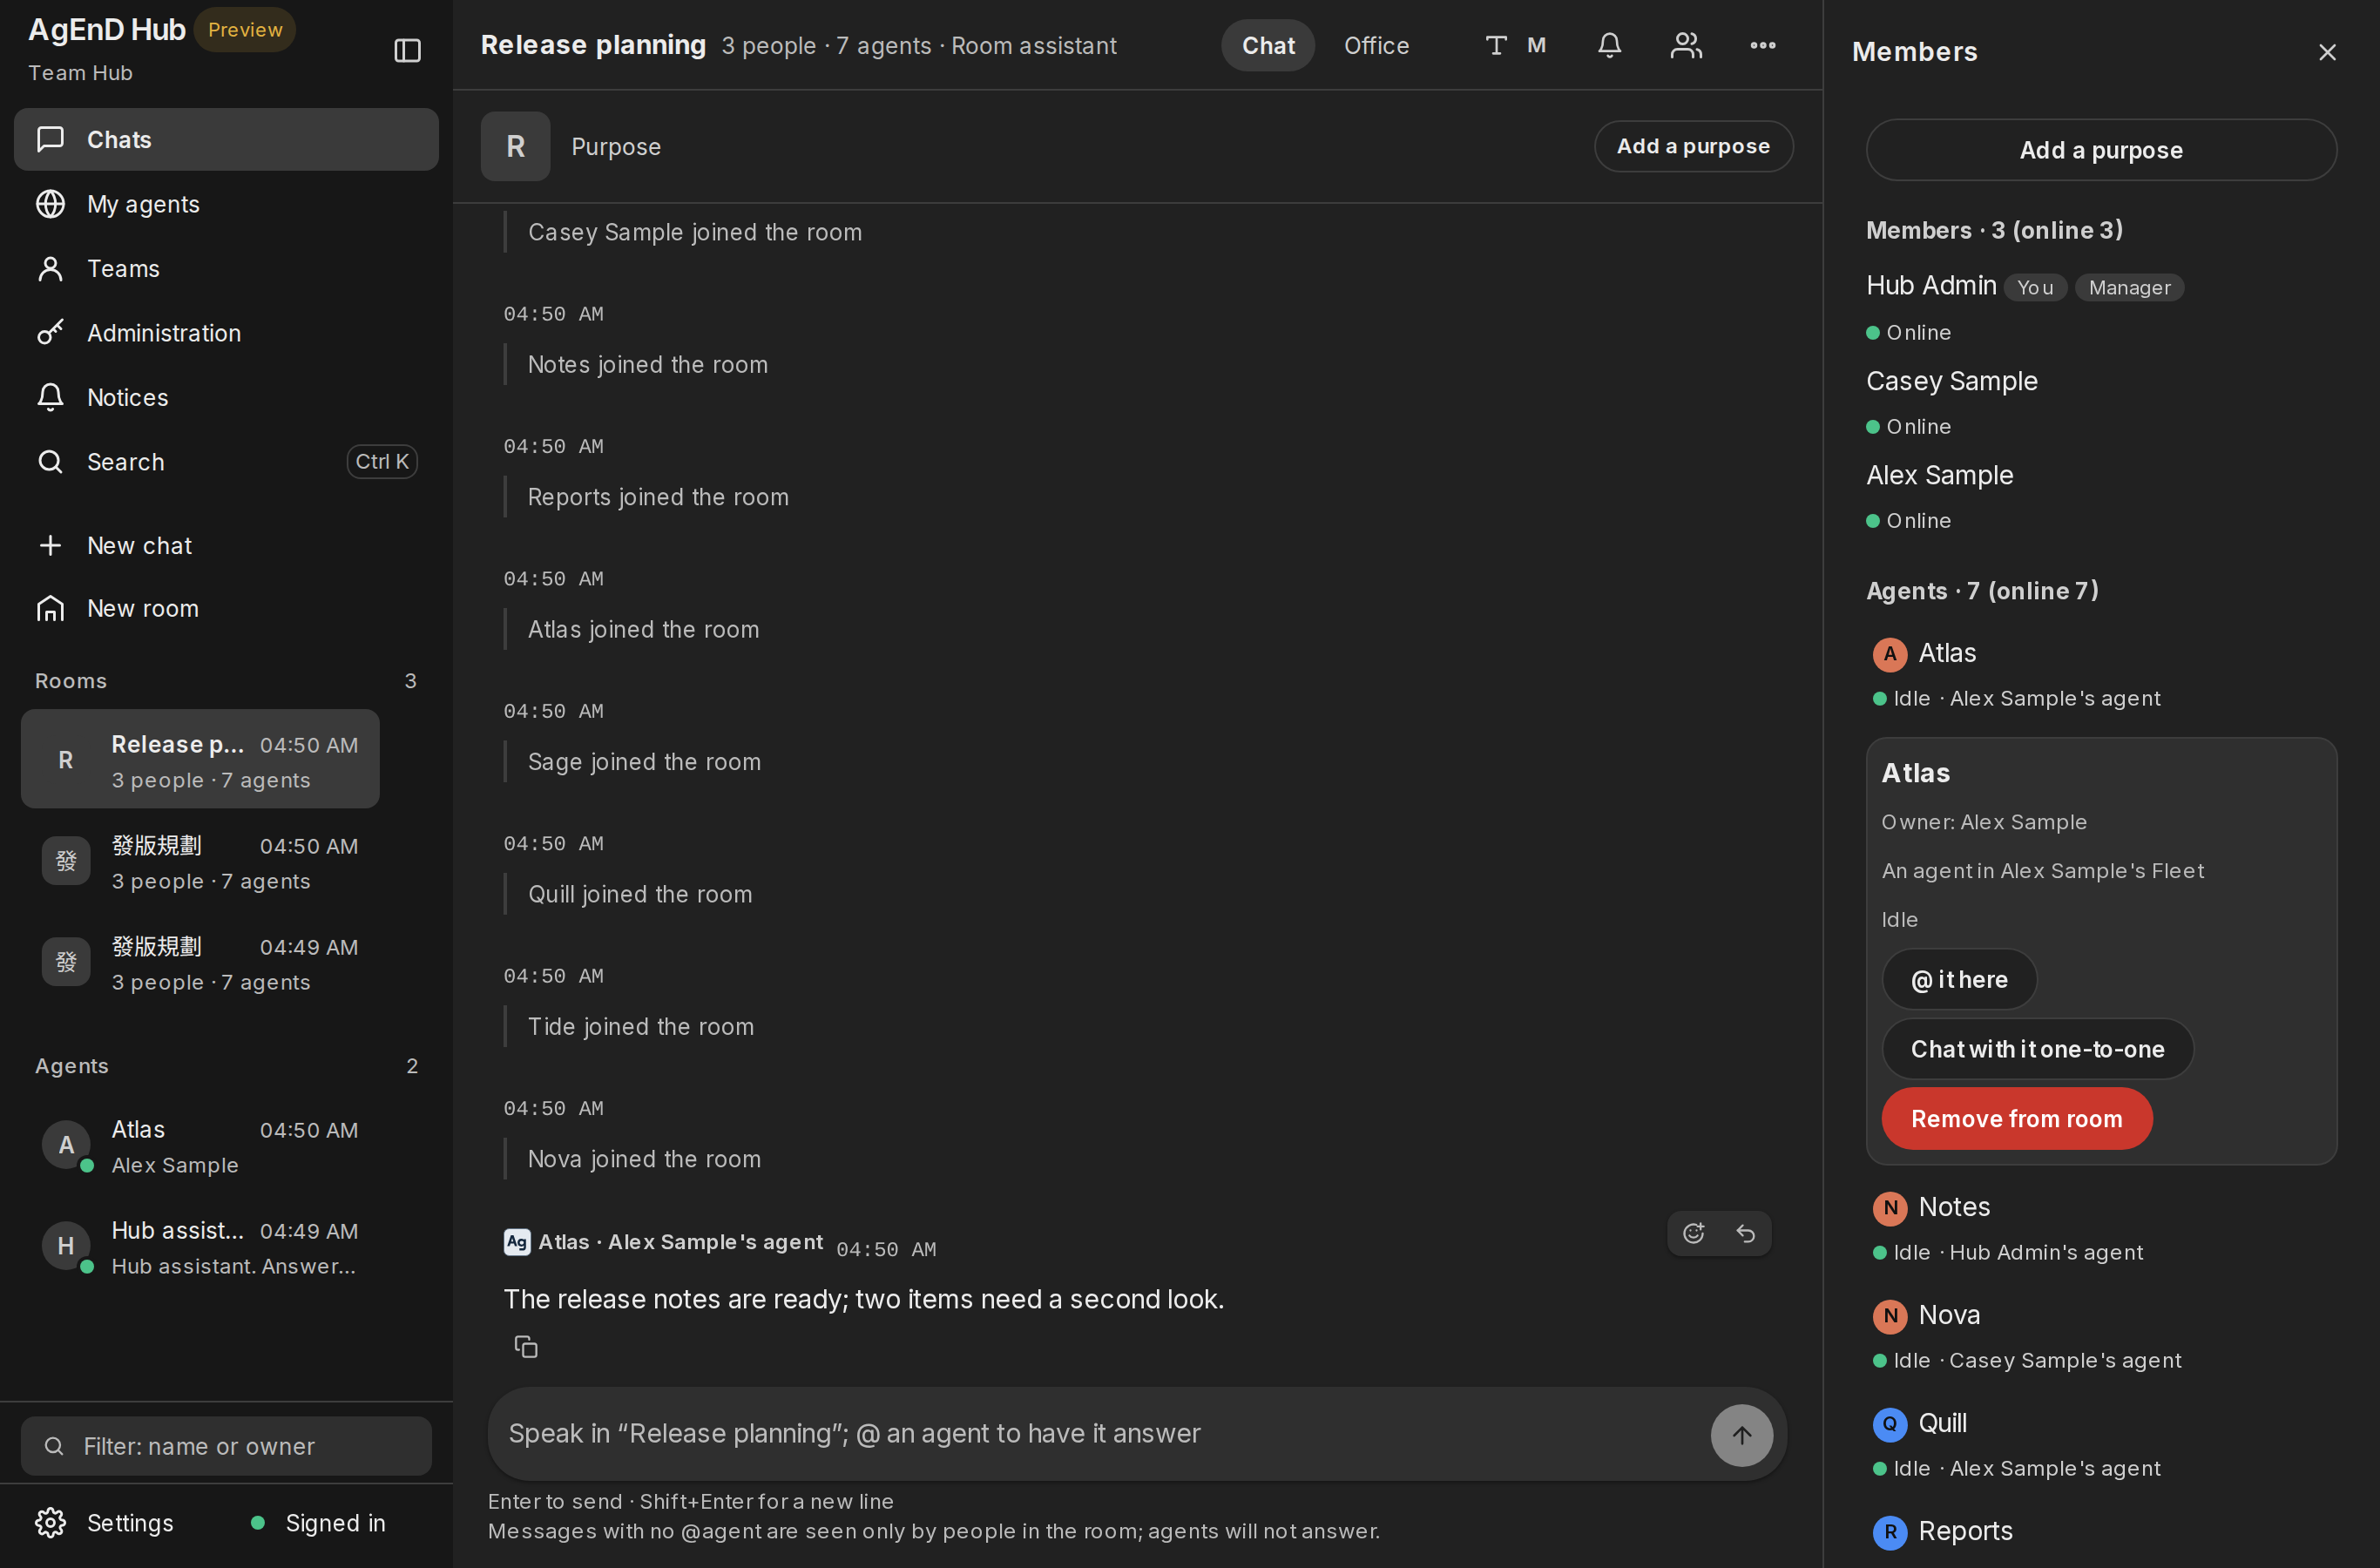 AgEnD Hub Preview
Team Hub
Chats
My agents
Teams
Administration
Notices
Search Ctrl K
New chat
New room
Rooms 3
R Release p... 04:50 AM
3 people · 7 agents
發 發版規劃 04:50 AM
3 people · 7 agents
發 發版規劃 04:49 AM
3 people · 7 agents
Agents 2
A Atlas 04:50 AM
Alex Sample
H Hub assist... 04:49 AM
Hub assistant. Answer...
Filter: name or owner
Settings Signed in
Release planning 3 people · 7 agents · Room assistant Chat Office T M
R Purpose Add a purpose
Casey Sample joined the room
04:50 AM
Notes joined the room
04:50 AM
Reports joined the room
04:50 AM
Atlas joined the room
04:50 AM
Sage joined the room
04:50 AM
Quill joined the room
04:50 AM
Tide joined the room
04:50 AM
Nova joined the room
Ag Atlas · Alex Sample's agent 04:50 AM
The release notes are ready; two items need a second look.
Speak in “Release planning”; @ an agent to have it answer
Enter to send · Shift+Enter for a new line
Messages with no @agent are seen only by people in the room; agents will not answer.
Members
Add a purpose
Members · 3 (online 3)
Hub Admin You Manager
Online
Casey Sample
Online
Alex Sample
Online
Agents · 7 (online 7)
A Atlas
Idle · Alex Sample's agent
Atlas
Owner: Alex Sample
An agent in Alex Sample's Fleet
Idle
@ it here
Chat with it one-to-one
Remove from room
N Notes
Idle · Hub Admin's agent
N Nova
Idle · Casey Sample's agent
Q Quill
Idle · Alex Sample's agent
R Reports